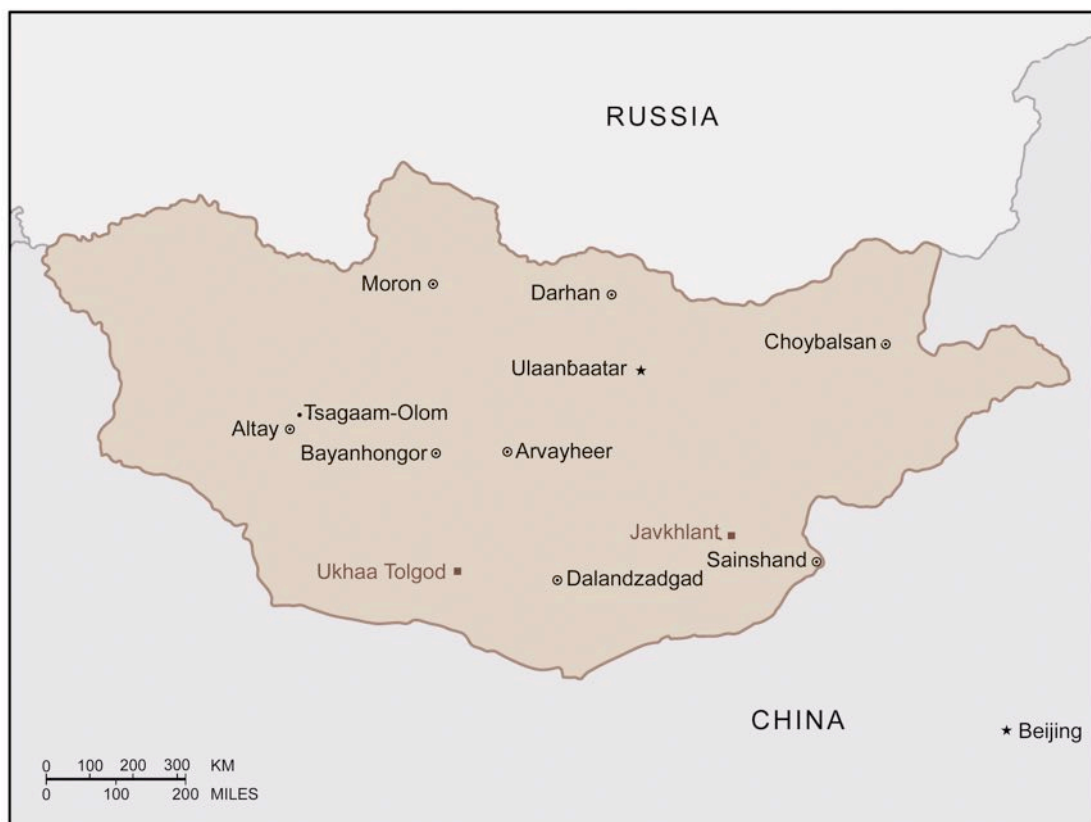 RUSSIA
Moron
Darhan
Choybalsan
Ulaanbaatar
Tsagaam-Olom
Altay
Bayanhongor
Arvayheer
Javkhlant
Sainshand
Ukhaa Tolgod
Dalandzadgad
CHINA
Beijing
0 100 200 300 KM
0 100 200 MILES